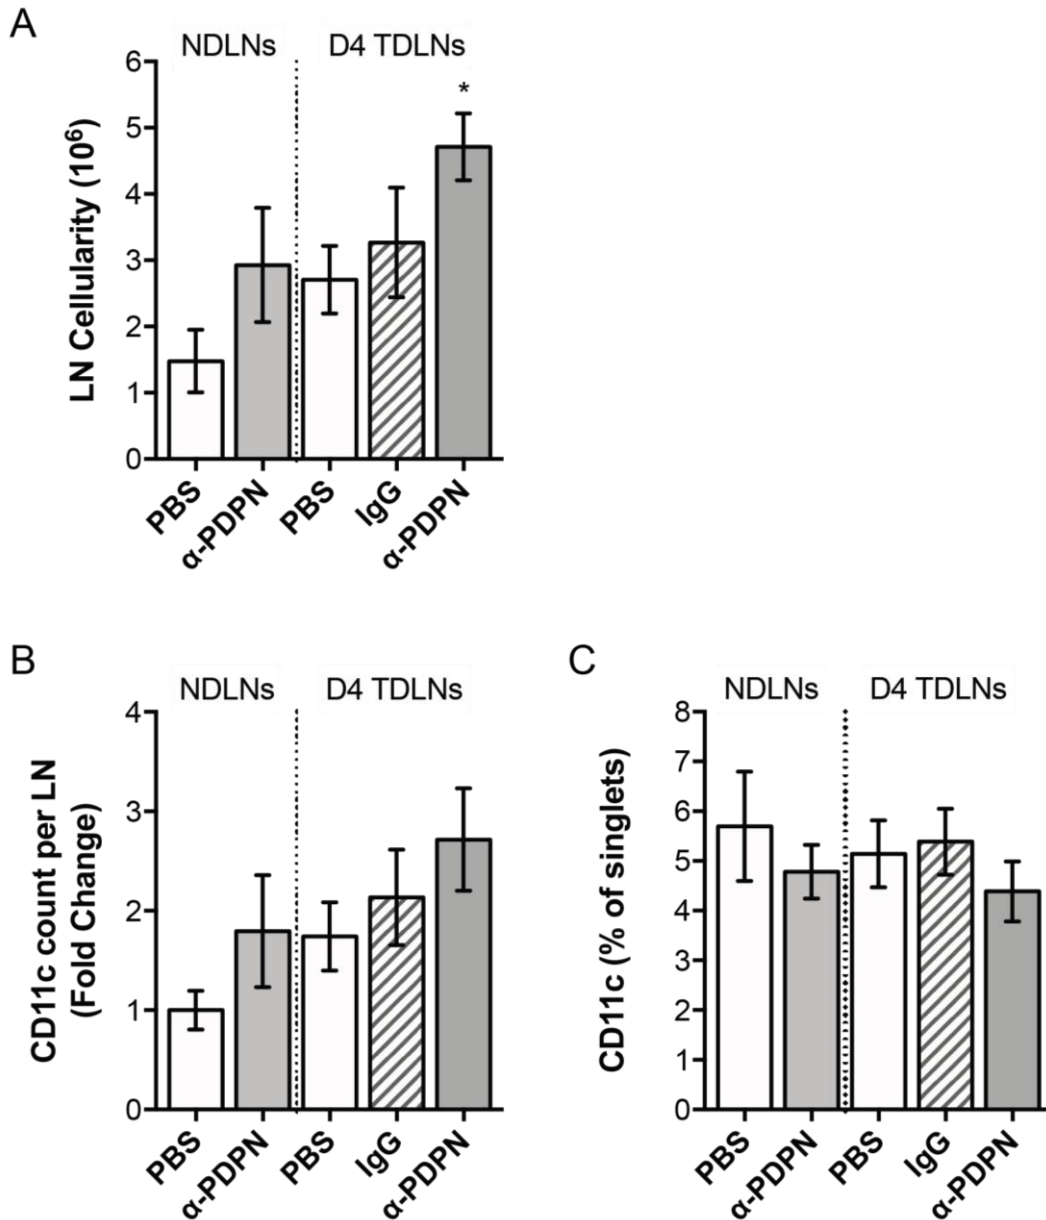 A
NDLNs D4 TDLNs
LN Cellularity (10⁶)
6
5
4
3
2
1
0
*
PBS
α-PDPN
PBS
IgG
α-PDPN
B
NDLNs D4 TDLNs
CD11c count per LN
(Fold Change)
4
3
2
1
0
PBS
α-PDPN
PBS
IgG
α-PDPN
C
NDLNs D4 TDLNs
CD11c (% of singlets)
8
7
6
5
4
3
2
1
0
PBS
α-PDPN
PBS
IgG
α-PDPN